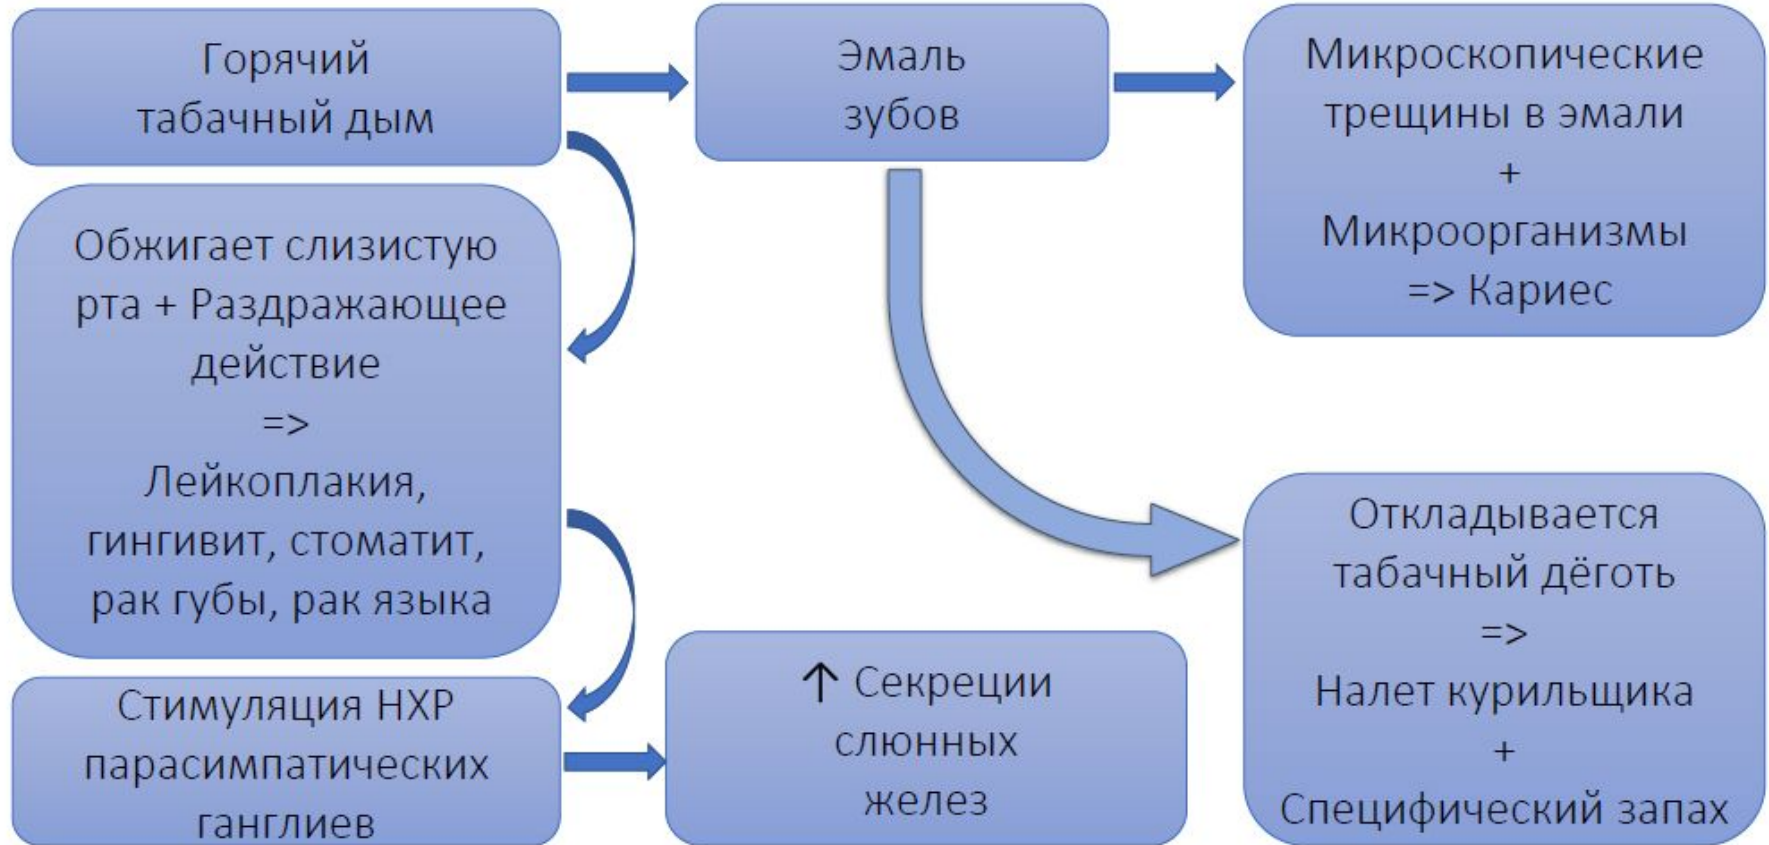 Горячий
табачный дым
Эмаль
зубов
Микроскопические
трещины в эмали
+
Микроорганизмы
=> Кариес
Обжигает слизистую
рта + Раздражающее
действие
=>
Лейкоплакия,
гингивит, стоматит,
рак губы, рак языка
Откладывается
табачный дёготь
=>
Налет курильщика
+
Специфический запах
Стимуляция НХР
парасимпатических
ганглиев
↑ Секреции
слюнных
желез